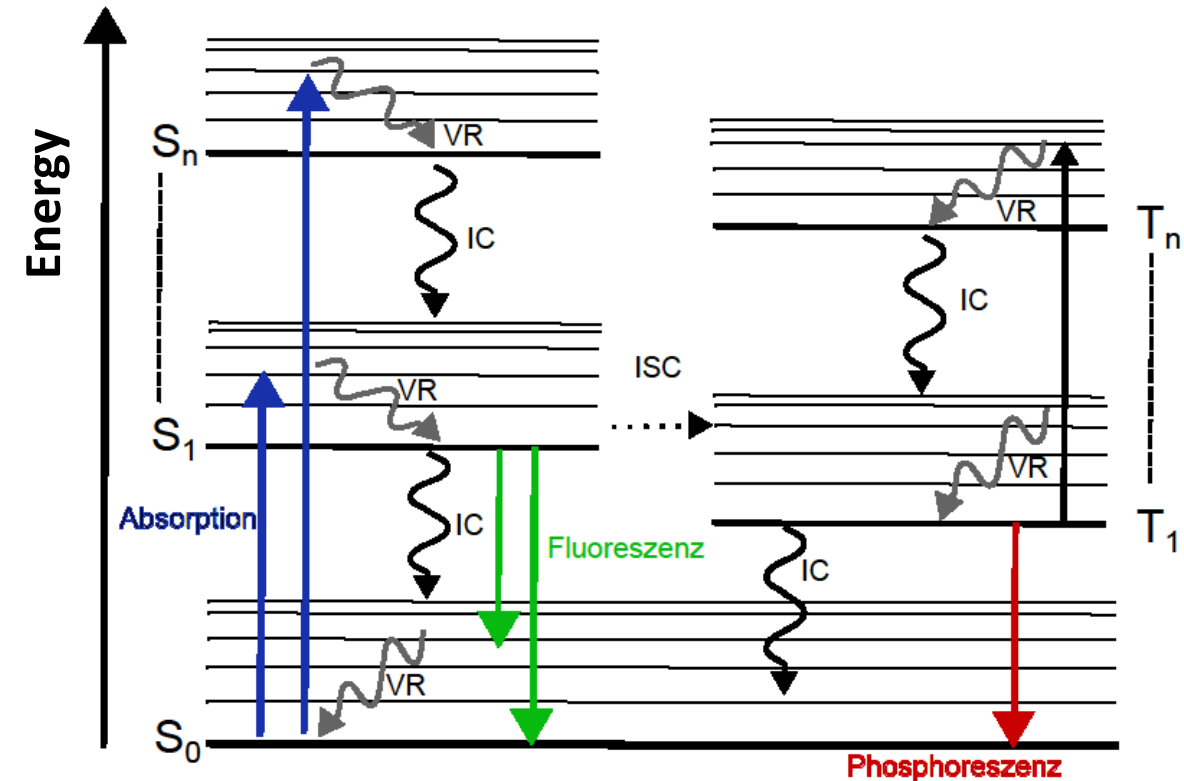 Energy
Sn
VR
IC
S1
VR
Absorption
IC
Fluoreszenz
VR
S0
ISC
VR
Tn
IC
VR
T1
IC
Phosphoreszenz